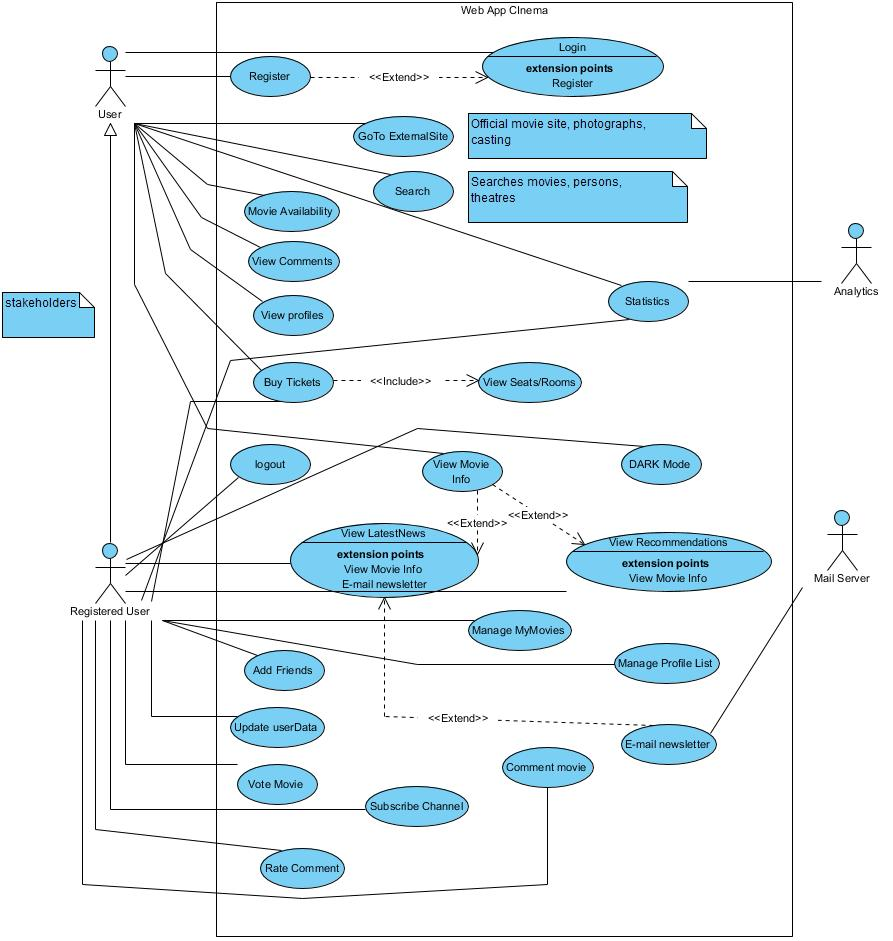 Web App CInema
Login
extension points
Register
Register
<<Extend>>
User
GoTo ExternalSite
Official movie site, photographs,
casting
Search
Searches movies, persons,
theatres
Movie Availability
View Comments
Analytics
stakeholders
View profiles
Statistics
Buy Tickets
<<Include>>
View Seats/Rooms
logout
View Movie
Info
DARK Mode
<<Extend>>
<<Extend>>
View LatestNews
extension points
View Movie Info
E-mail newsletter
View Recommendations
extension points
View Movie Info
Mail Server
Registered User
Manage MyMovies
Add Friends
Manage Profile List
Update userData
<<Extend>>
E-mail newsletter
Comment movie
Vote Movie
Subscribe Channel
Rate Comment